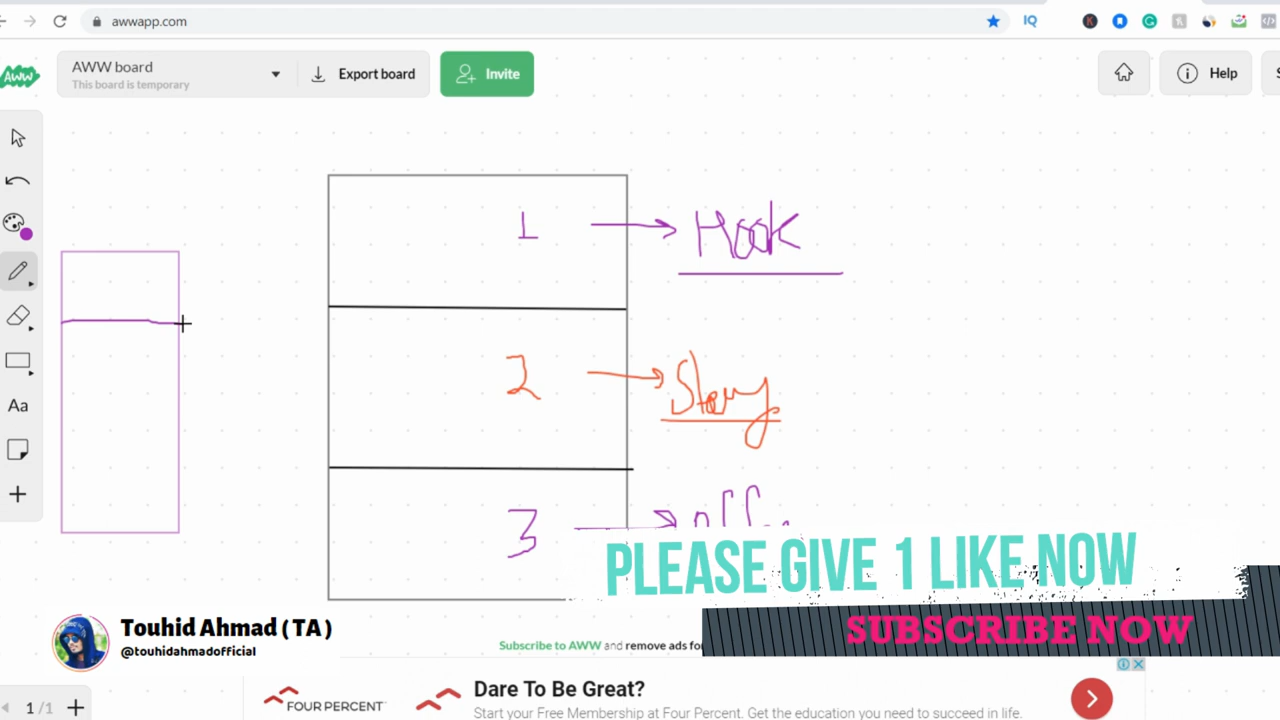 awwapp.com
IQ
K
AWW
AWW board
This board is temporary
Export board
Invite
Help
1
Hook
2
Story
3
Aa
PLEASE GIVE 1 LIKE NOW
SUBSCRIBE NOW
Touhid Ahmad ( TA )
@touhidahmadofficial
Subscribe to AWW and remove ads
1 /1
FOUR PERCENT
Dare To Be Great?
Start your Free Membership at Four Percent. Get the education you need to succeed in life.